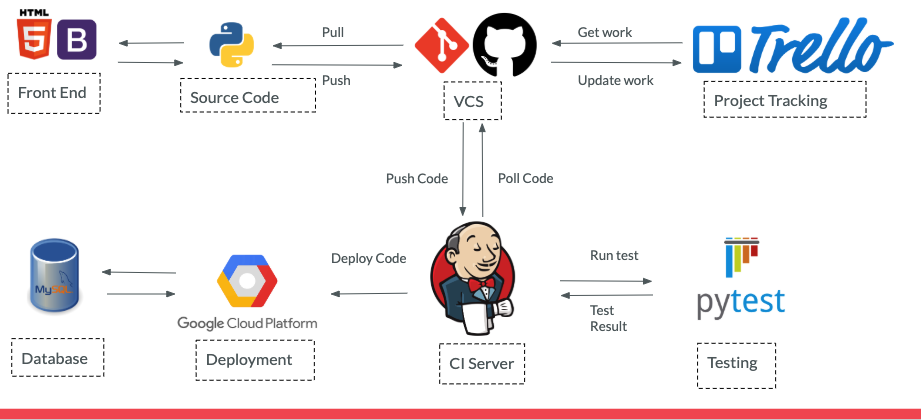 HTML
5
B
Front End
Source Code
Pull
Push
VCS
Get work
Update work
Trello
Project Tracking
Push Code
Poll Code
MySQL
Database
Google Cloud Platform
Deployment
Deploy Code
CI Server
Run test
Test
Result
pytest
Testing